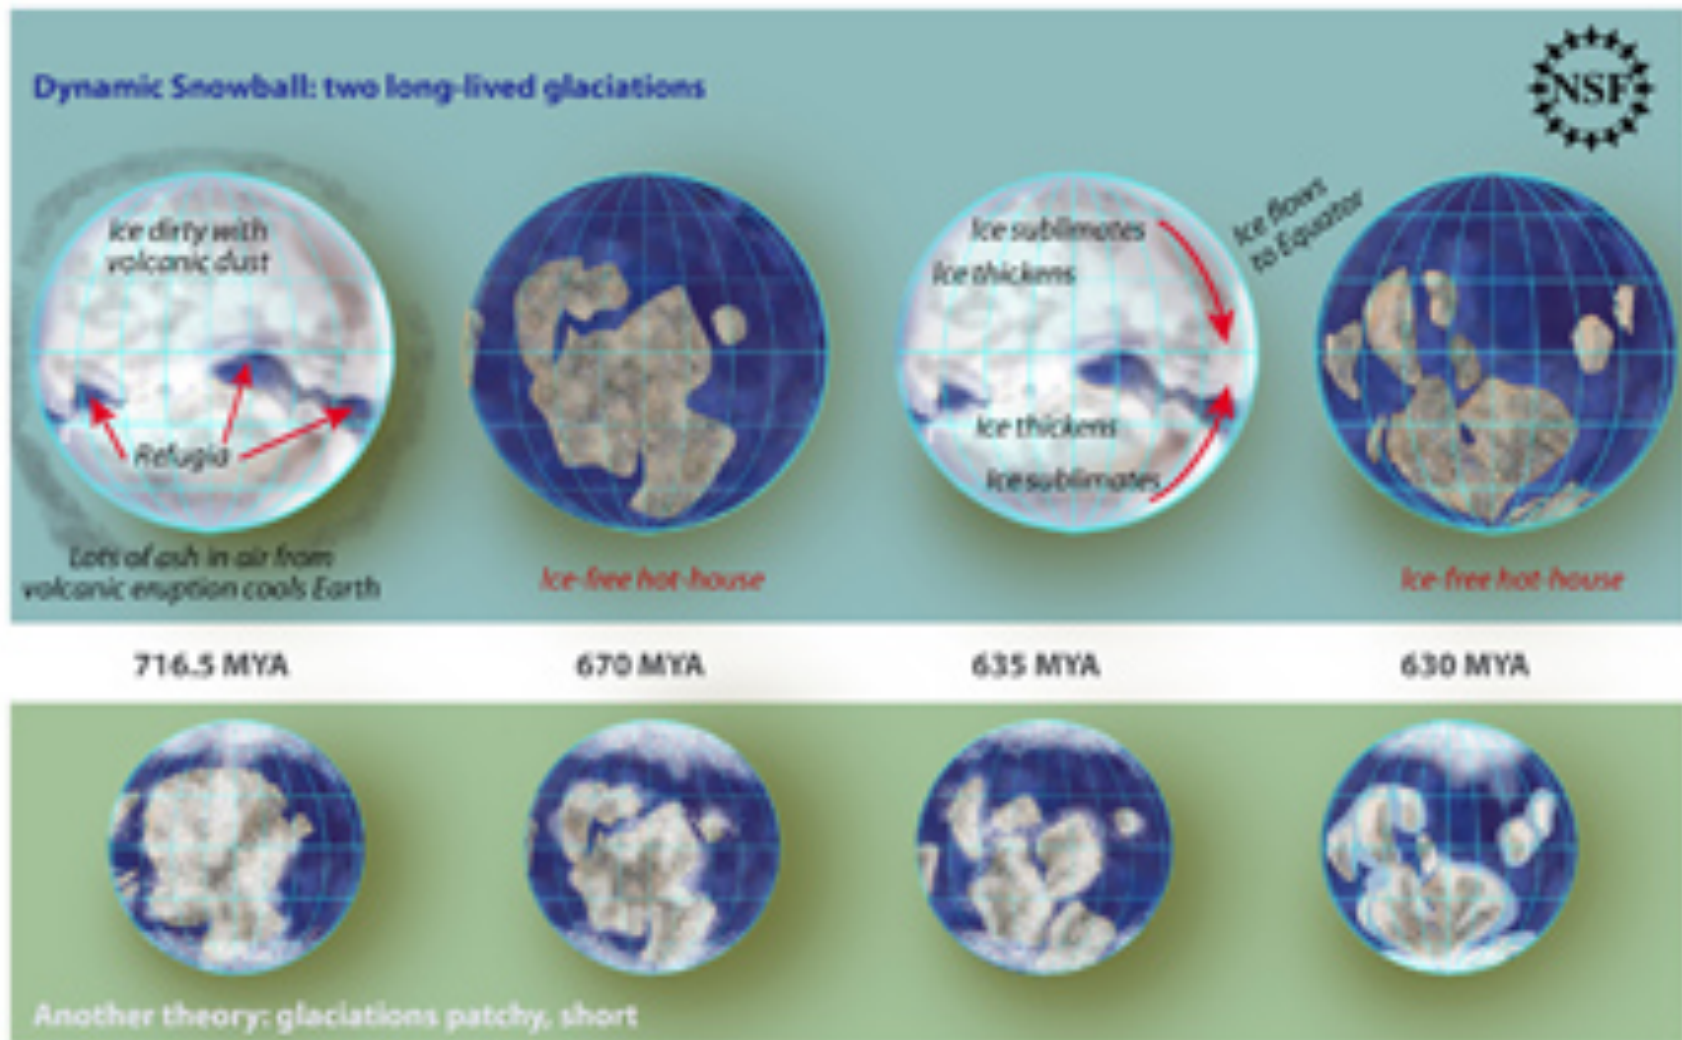 Dynamic Snowball: two long-lived glaciations
NSF
Ice dirty with
volcanic dust
Refugia
Lots of ash in air from
volcanic eruption cools Earth
Ice-free hot-house
Ice sublimates
Ice thickens
Ice flows
to Equator
Ice thickens
Ice sublimates
Ice-free hot-house
716.5 MYA
670 MYA
635 MYA
630 MYA
Another theory: glaciations patchy, short